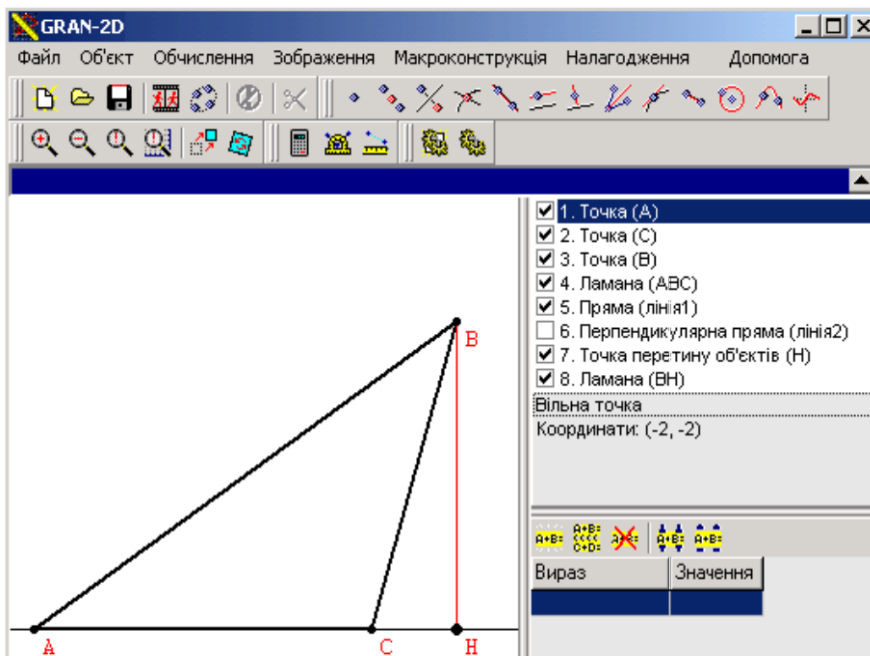 GRAN-2D
Файл Об'єкт Обчислення Зображення Макроконструкція Налагодження Допомога
1. Точка (A)
2. Точка (C)
3. Точка (B)
4. Ламана (ABC)
5. Пряма (лінія1)
6. Перпендикулярна пряма (лінія2)
7. Точка перетину об'єктів (H)
8. Ламана (BH)
Вільна точка
Координати: (-2, -2)
B
A+B= A+B= A+B= A+B= A+B=
C+D=
Вираз Значення
A C H